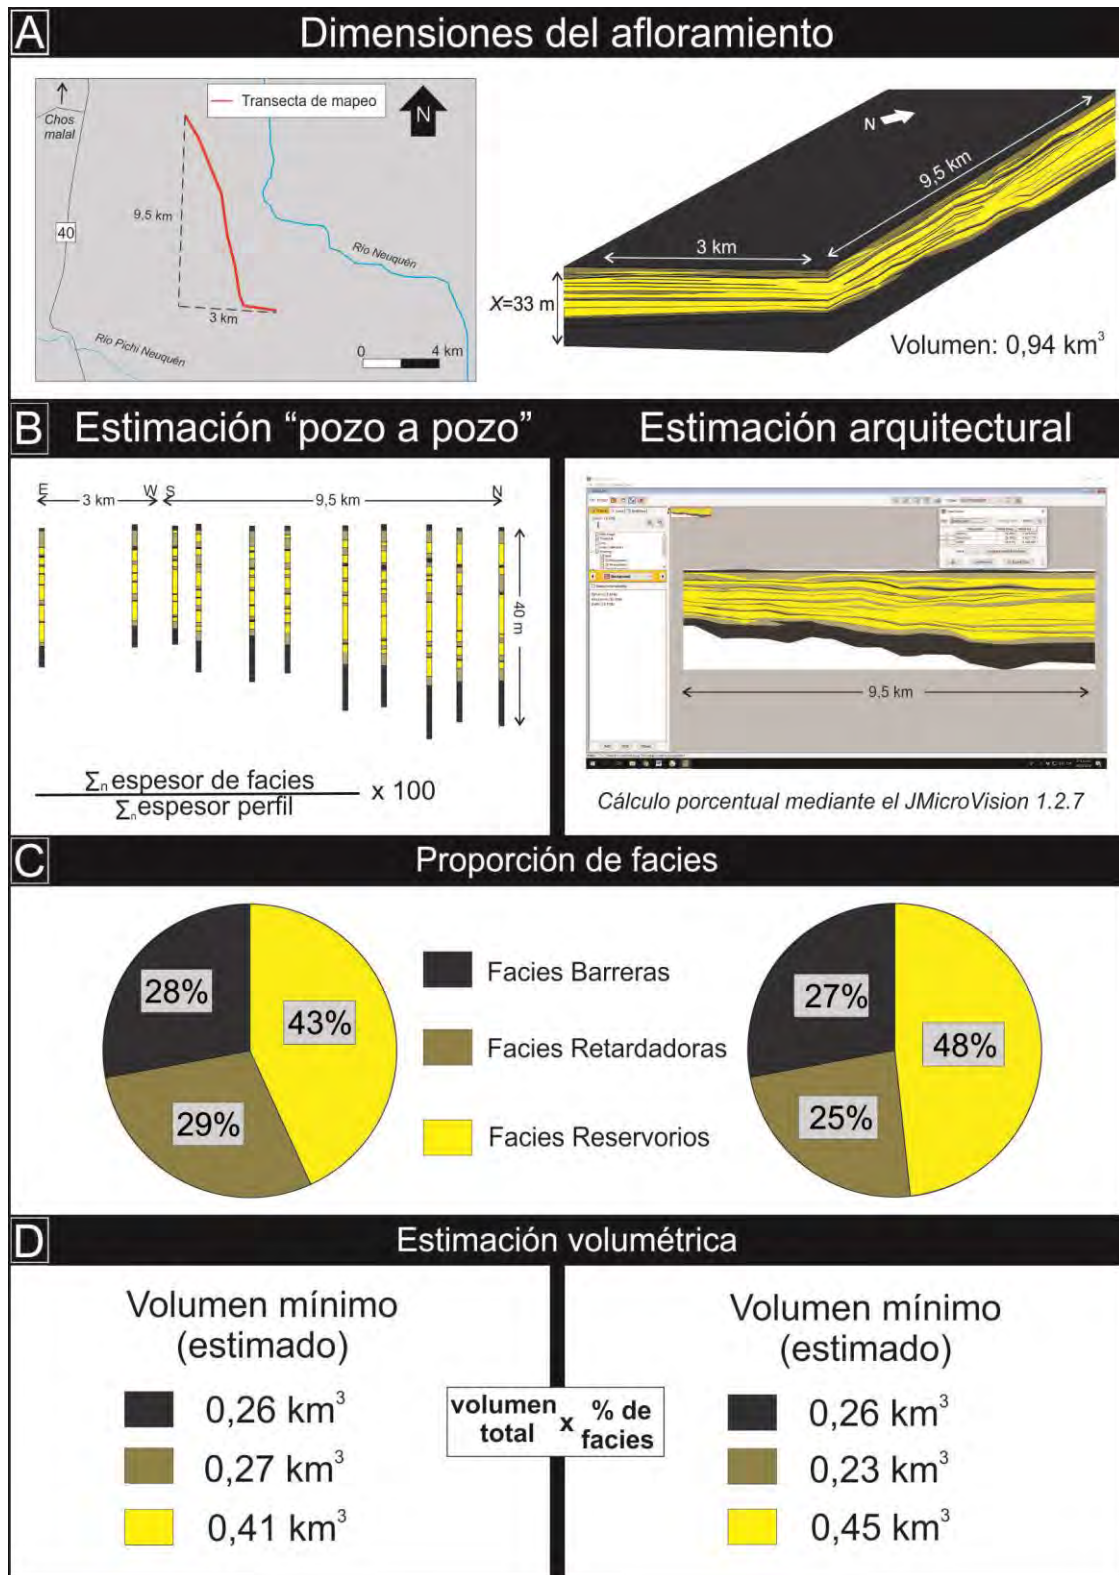 A
Dimensiones del afloramiento
Transecta de mapeo
N
Chos
malal
9,5 km
40
Río Neuquén
3 km
Río Pichi Neuquén
0 4 km
N
9,5 km
3 km
X=33 m
Volumen: 0,94 km³
B
Estimación “pozo a pozo”
Estimación arquitectural
E 3 km W S 9,5 km N
40 m
Σn espesor de facies
Σn espesor perfil
x 100
9,5 km
Cálculo porcentual mediante el JMicroVision 1.2.7
C
Proporción de facies
28%
43%
29%
Facies Barreras
Facies Retardadoras
Facies Reservorios
27%
48%
25%
D
Estimación volumétrica
Volumen mínimo
(estimado)
0,26 km³
0,27 km³
0,41 km³
volumen
total
x
% de
facies
Volumen mínimo
(estimado)
0,26 km³
0,23 km³
0,45 km³